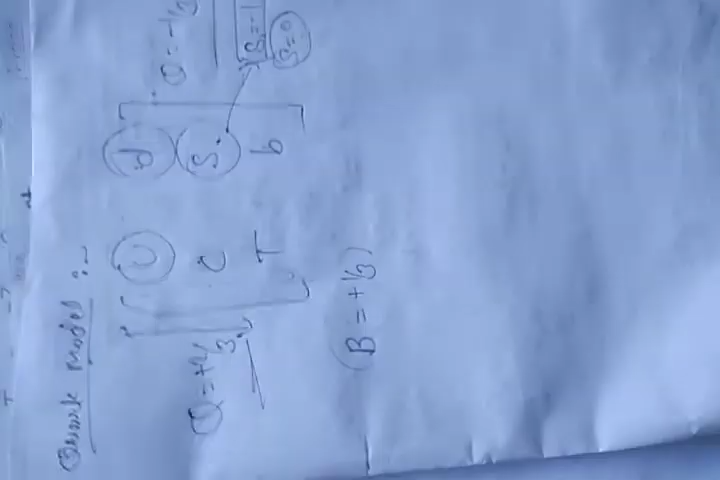 Quark model :-
U d
Q = +2/3 C S. Q = -1/3
T b S = -1
S = 0
(B = +1/3)